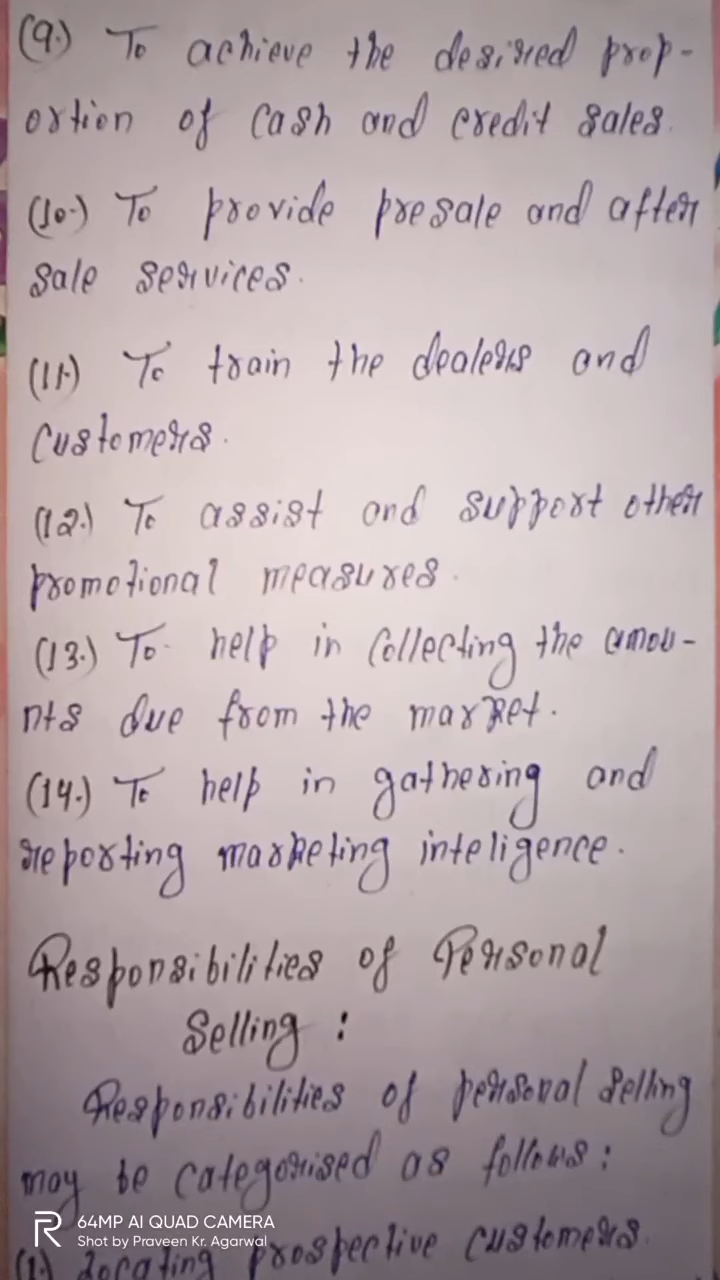 (9.) To achieve the desired prop-
ortion of cash and credit sales.
(10.) To provide presale and after
sale services.
(11.) To train the dealers and
customers.
(12.) To assist and support other
promotional measures.
(13.) To help in collecting the amou-
nts due from the market.
(14.) To help in gathering and
reporting marketing inteligence.
Responsibilities of Personal
Selling :
Responsibilities of personal selling
may be categorised as follows :
(1.) Locating prospective customers.
64MP AI QUAD CAMERA
Shot by Praveen Kr. Agarwal